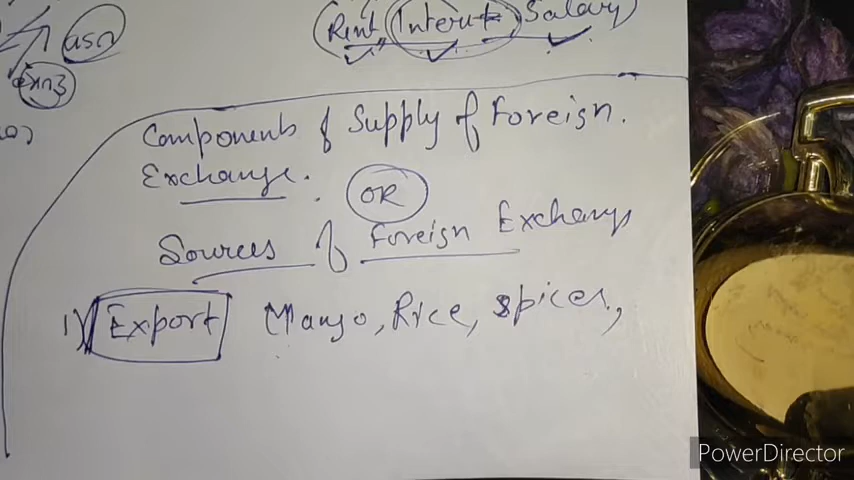 Rent, Interest Salary
Components of Supply of Foreign.
Exchange.
OR
Sources of Foreign Exchange
1) Export Mango, Rice, Spices,
PowerDirector